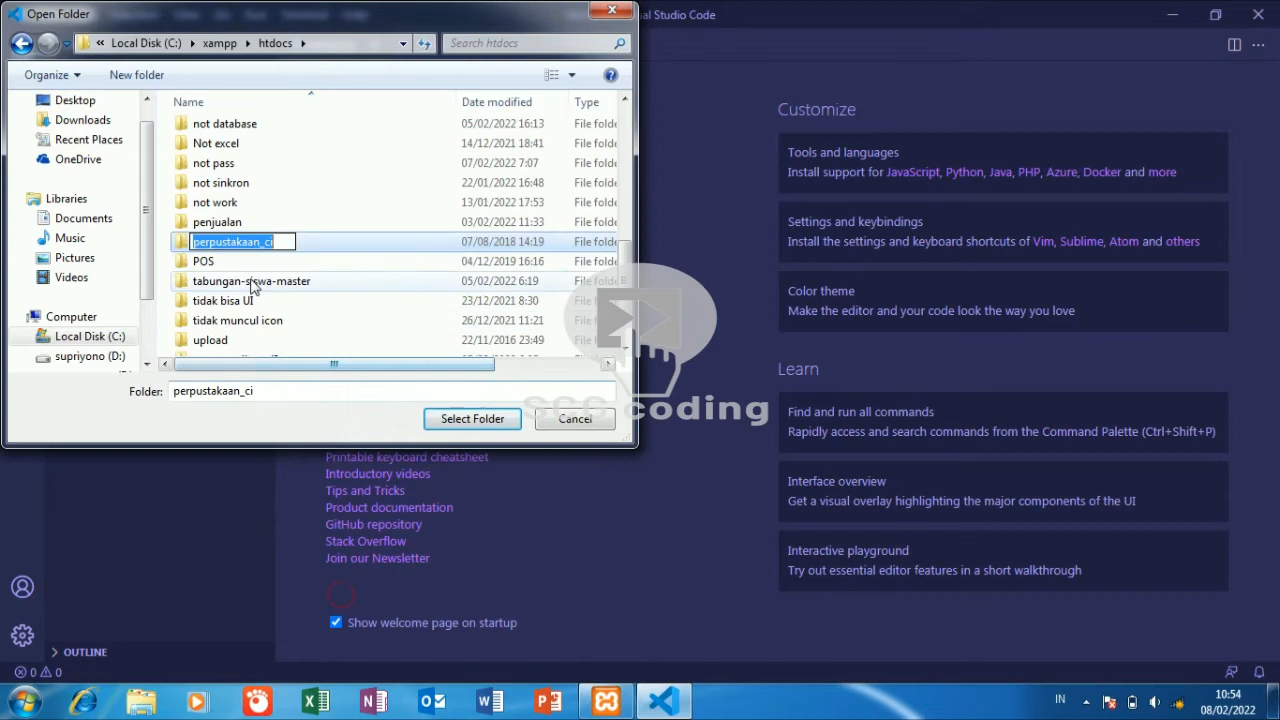 Open Folder
ual Studio Code
« Local Disk (C:) xampp htdocs
Search htdocs
Organize
New folder
Name Date modified Type
Desktop
Downloads
Recent Places
OneDrive
Libraries
Documents
Music
Pictures
Videos
Computer
Local Disk (C:)
supriyono (D:)
not database 05/02/2022 16:13 File folde
Not excel 14/12/2021 18:41 File folde
not pass 07/02/2022 7:07 File folde
not sinkron 22/01/2022 16:48 File folde
not work 13/01/2022 17:53 File folde
penjualan 03/02/2022 11:33 File folde
perpustakaan_ci 07/08/2018 14:19 File folde
POS 04/12/2019 16:16 File folde
tabungan-siswa-master 05/02/2022 6:19 File folde
tidak bisa UI 23/12/2021 8:30 File folde
tidak muncul icon 26/12/2021 11:21 File folde
upload 22/11/2016 23:49 File folde
Folder: perpustakaan_ci
Select Folder
Cancel
SCS coding
Printable keyboard cheatsheet
Introductory videos
Tips and Tricks
Product documentation
GitHub repository
Stack Overflow
Join our Newsletter
Show welcome page on startup
Customize
Tools and languages
Install support for JavaScript, Python, Java, PHP, Azure, Docker and more
Settings and keybindings
Install the settings and keyboard shortcuts of Vim, Sublime, Atom and others
Color theme
Make the editor and your code look the way you love
Learn
Find and run all commands
Rapidly access and search commands from the Command Palette (Ctrl+Shift+P)
Interface overview
Get a visual overlay highlighting the major components of the UI
Interactive playground
Try out essential editor features in a short walkthrough
OUTLINE
0 0
IN
10:54
08/02/2022